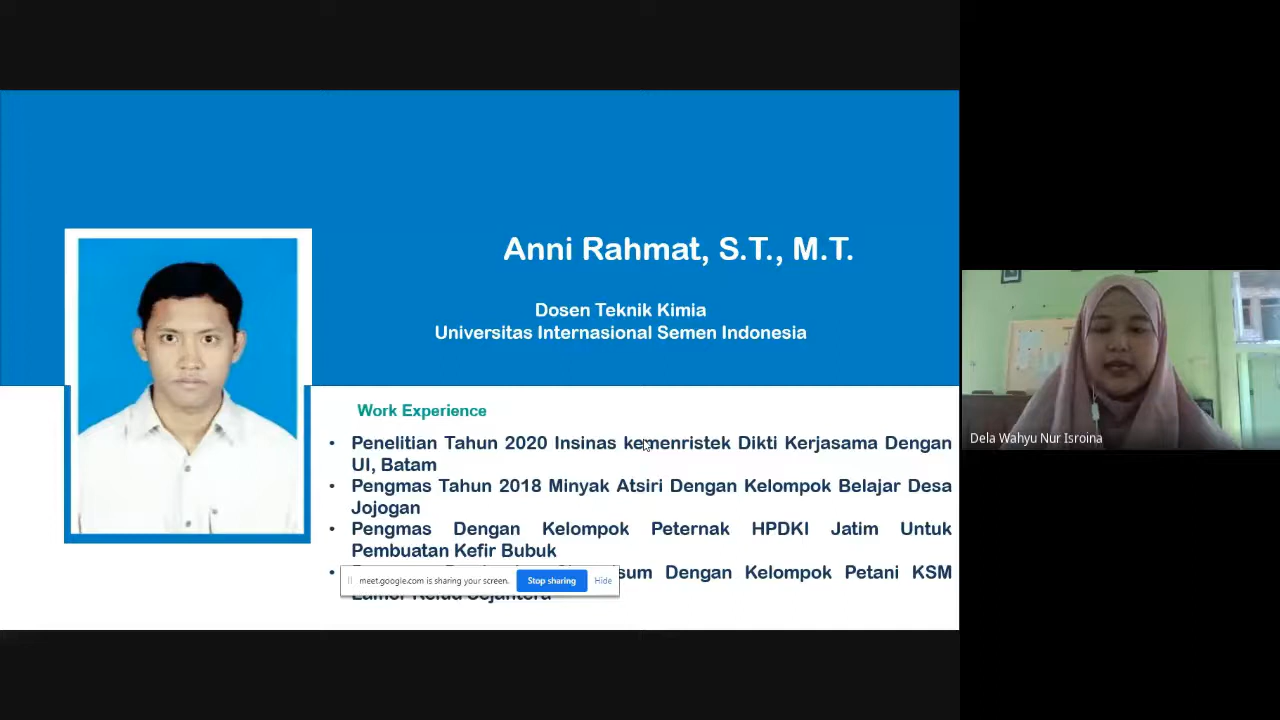 Anni Rahmat, S.T., M.T.
Dosen Teknik Kimia
Universitas Internasional Semen Indonesia
Work Experience
• Penelitian Tahun 2020 Insinas kemenristek Dikti Kerjasama Dengan
UI, Batam
• Pengmas Tahun 2018 Minyak Atsiri Dengan Kelompok Belajar Desa
Jojogan
• Pengmas Dengan Kelompok Peternak HPDKI Jatim Untuk
Pembuatan Kefir Bubuk
• Dengan Kelompok Petani KSM
meet.google.com is sharing your screen.
Stop sharing
Hide
Dela Wahyu Nur Isroina